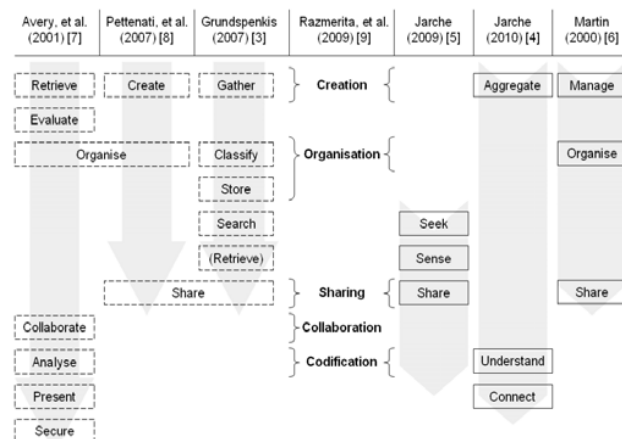 Avery, et al. Pettenati, et al. Grundspenkis Razmerita, et al. Jarche Jarche Martin
(2001) [7] (2007) [8] (2007) [3] (2009) [9] (2009) [5] (2010) [4] (2000) [6]
Retrieve Create Gather Creation Aggregate Manage
Evaluate
Organise Classify Organisation Organise
Store
Search Seek
(Retrieve) Sense
Share Sharing Share Share
Collaborate Collaboration
Analyse Codification Understand
Present Connect
Secure